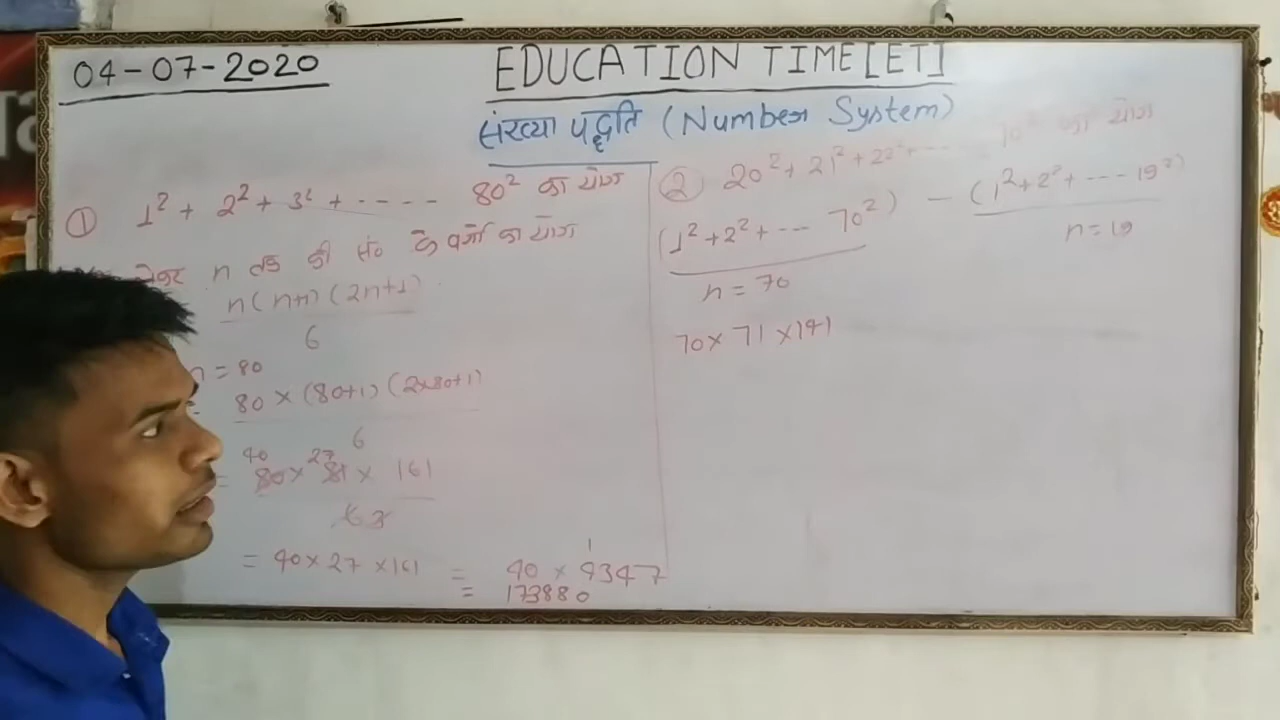 04-07-2020
EDUCATION TIME [ET]
संख्या पद्धति (Number System)
① 1² + 2² + 3² + ---- 80² का योग
लेकर n तक की सं० के वर्गों का योग
n(n+1)(2n+1)
6
n = 80
= 80 × (80+1) (2×80+1)
6
40 27
= 80 × 81 × 161
6 3
= 40 × 27 × 161 = 40 × 4347
= 173880
② 20² + 21² + 22² + --- 70² का योग
(1² + 2² + --- 70²) - (1² + 2² + --- 19²)
n = 70 n = 19
70 × 71 × 141